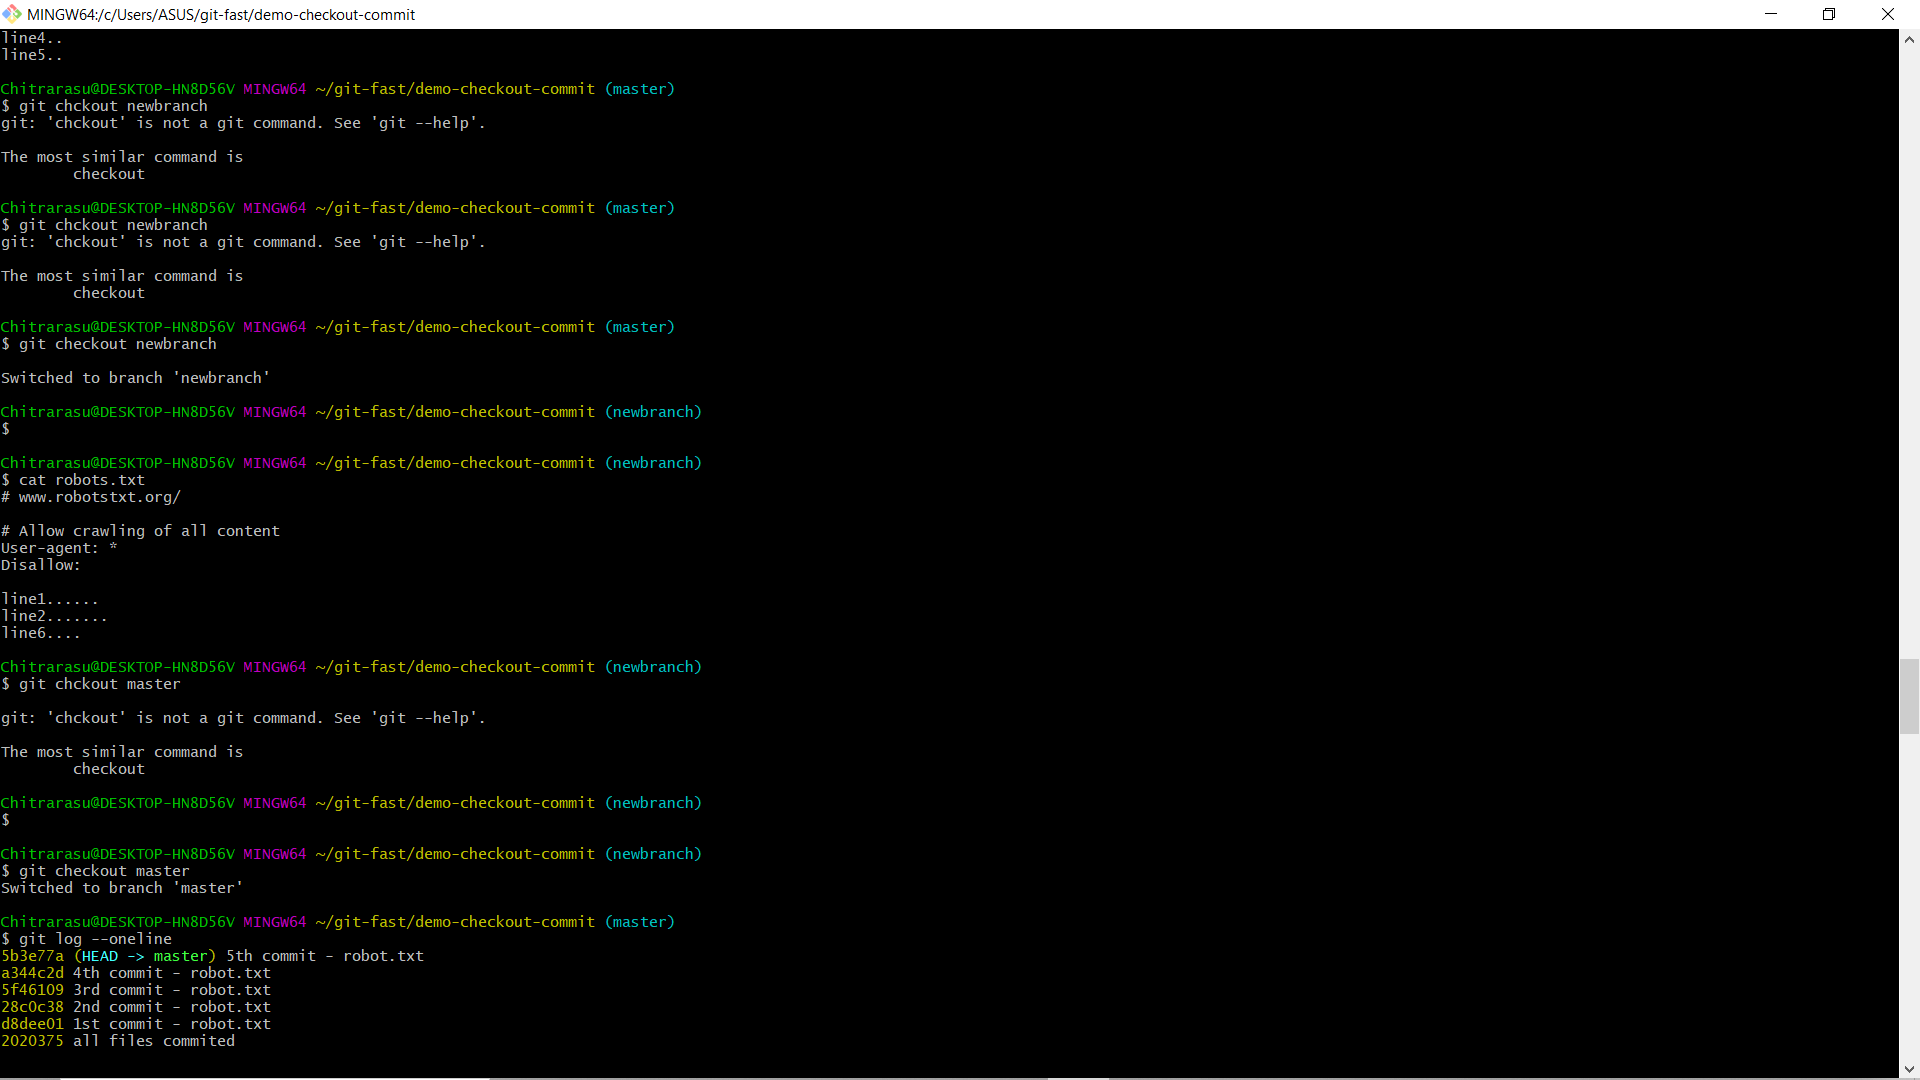 MINGW64:/c/Users/ASUS/git-fast/demo-checkout-commit
line4..
line5..
Chitrarasu@DESKTOP-HN8D56V MINGW64 ~/git-fast/demo-checkout-commit (master)
$ git chckout newbranch
git: 'chckout' is not a git command. See 'git --help'.
The most similar command is
checkout
Chitrarasu@DESKTOP-HN8D56V MINGW64 ~/git-fast/demo-checkout-commit (master)
$ git chckout newbranch
git: 'chckout' is not a git command. See 'git --help'.
The most similar command is
checkout
Chitrarasu@DESKTOP-HN8D56V MINGW64 ~/git-fast/demo-checkout-commit (master)
$ git checkout newbranch
Switched to branch 'newbranch'
Chitrarasu@DESKTOP-HN8D56V MINGW64 ~/git-fast/demo-checkout-commit (newbranch)
$
Chitrarasu@DESKTOP-HN8D56V MINGW64 ~/git-fast/demo-checkout-commit (newbranch)
$ cat robots.txt
# www.robotstxt.org/
# Allow crawling of all content
User-agent: *
Disallow:
line1......
line2.......
line6....
Chitrarasu@DESKTOP-HN8D56V MINGW64 ~/git-fast/demo-checkout-commit (newbranch)
$ git chckout master
git: 'chckout' is not a git command. See 'git --help'.
The most similar command is
checkout
Chitrarasu@DESKTOP-HN8D56V MINGW64 ~/git-fast/demo-checkout-commit (newbranch)
$
Chitrarasu@DESKTOP-HN8D56V MINGW64 ~/git-fast/demo-checkout-commit (newbranch)
$ git checkout master
Switched to branch 'master'
Chitrarasu@DESKTOP-HN8D56V MINGW64 ~/git-fast/demo-checkout-commit (master)
$ git log --oneline
5b3e77a (HEAD -> master) 5th commit - robot.txt
a344c2d 4th commit - robot.txt
5f46109 3rd commit - robot.txt
28c0c38 2nd commit - robot.txt
d8dee01 1st commit - robot.txt
2020375 all files commited